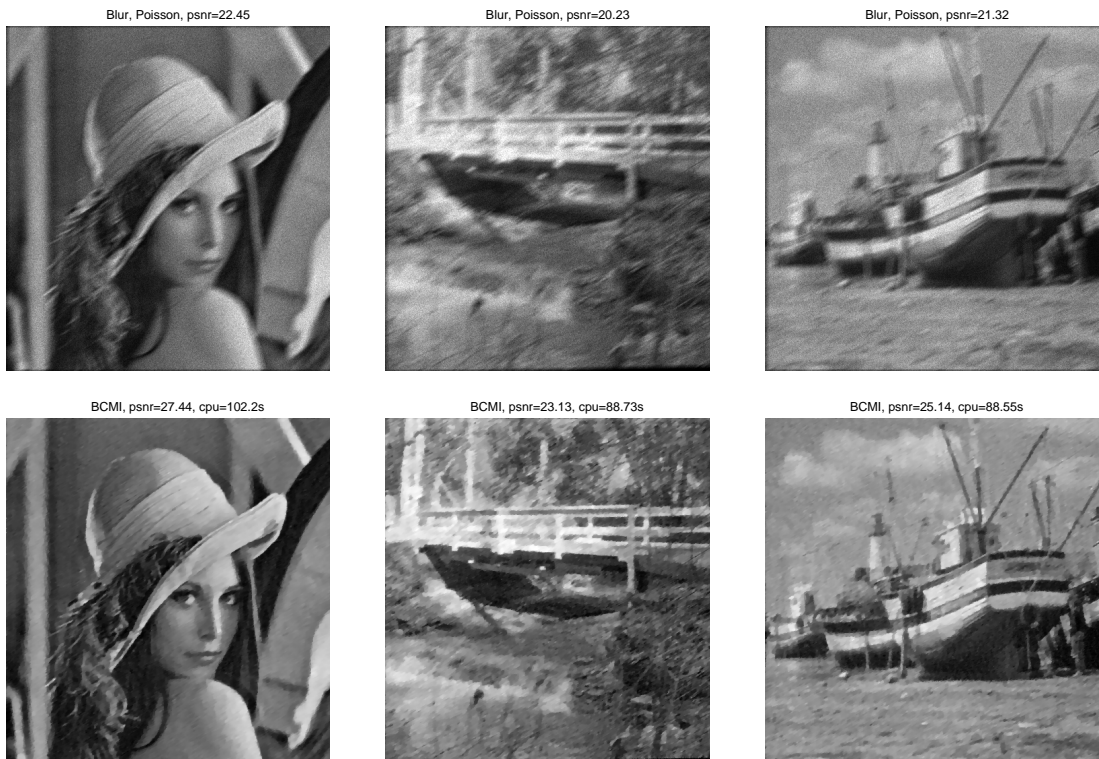 Blur, Poisson, psnr=22.45
Blur, Poisson, psnr=20.23
Blur, Poisson, psnr=21.32
BCMI, psnr=27.44, cpu=102.2s
BCMI, psnr=23.13, cpu=88.73s
BCMI, psnr=25.14, cpu=88.55s